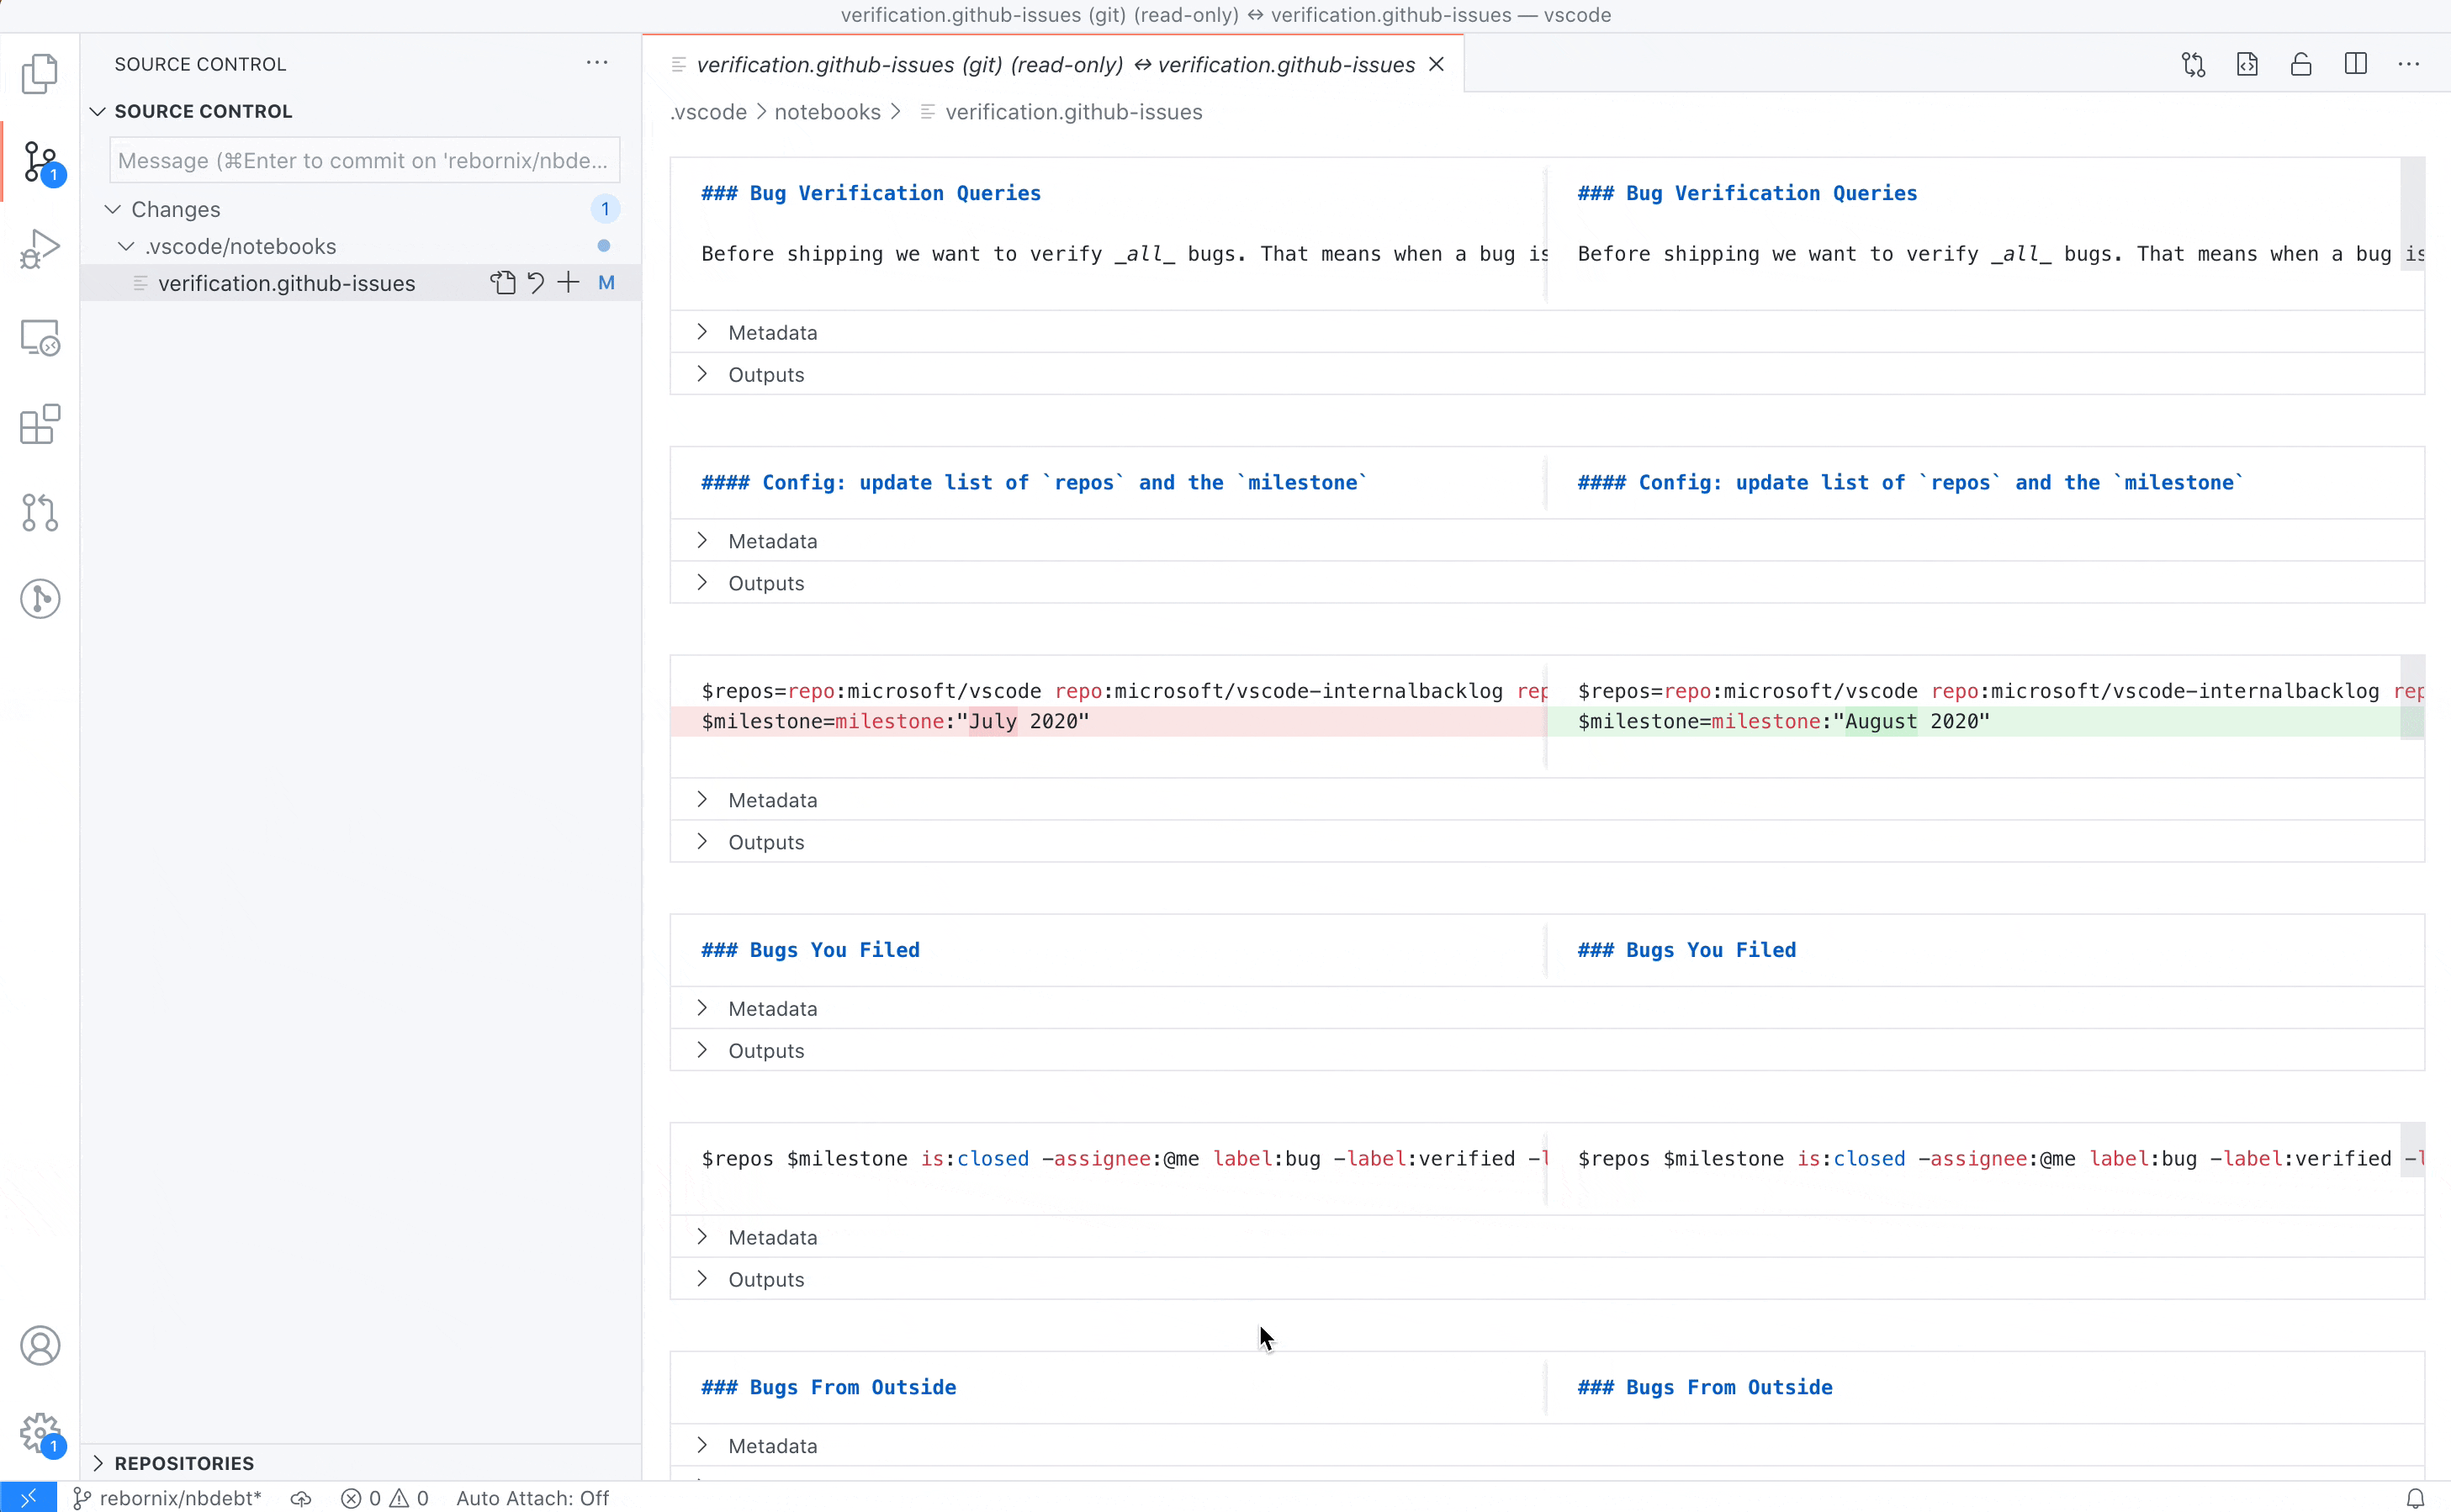 verification.github-issues (git) (read-only) ↔ verification.github-issues — vscode
SOURCE CONTROL
SOURCE CONTROL
Message (⌘Enter to commit on 'rebornix/nbde...
Changes 1
.vscode/notebooks
verification.github-issues M
1
1
REPOSITORIES
verification.github-issues (git) (read-only) ↔ verification.github-issues
.vscode > notebooks > verification.github-issues
### Bug Verification Queries
Before shipping we want to verify _all_ bugs. That means when a bug is
### Bug Verification Queries
Before shipping we want to verify _all_ bugs. That means when a bug is
Metadata
Outputs
#### Config: update list of `repos` and the `milestone`
#### Config: update list of `repos` and the `milestone`
Metadata
Outputs
$repos=repo:microsoft/vscode repo:microsoft/vscode-internalbacklog rep
$milestone=milestone:"July 2020"
$repos=repo:microsoft/vscode repo:microsoft/vscode-internalbacklog rep
$milestone=milestone:"August 2020"
Metadata
Outputs
### Bugs You Filed
### Bugs You Filed
Metadata
Outputs
$repos $milestone is:closed -assignee:@me label:bug -label:verified -l
$repos $milestone is:closed -assignee:@me label:bug -label:verified -l
Metadata
Outputs
### Bugs From Outside
### Bugs From Outside
Metadata
rebornix/nbdebt* 0 0 Auto Attach: Off